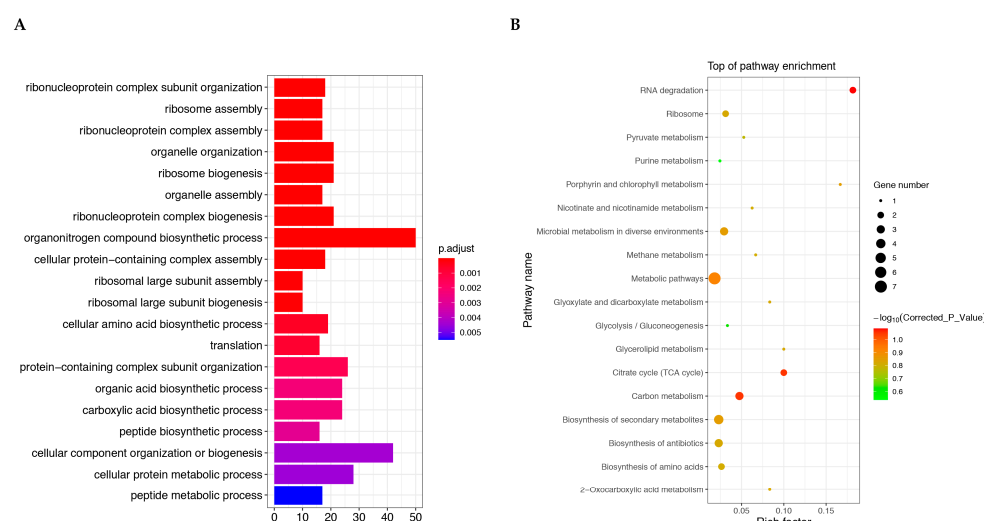 A
B
ribonucleoprotein complex subunit organization
ribosome assembly
ribonucleoprotein complex assembly
organelle organization
ribosome biogenesis
organelle assembly
ribonucleoprotein complex biogenesis
organonitrogen compound biosynthetic process
cellular protein−containing complex assembly
ribosomal large subunit assembly
ribosomal large subunit biogenesis
cellular amino acid biosynthetic process
translation
protein−containing complex subunit organization
organic acid biosynthetic process
carboxylic acid biosynthetic process
peptide biosynthetic process
cellular component organization or biogenesis
cellular protein metabolic process
peptide metabolic process
0 10 20 30 40 50
p.adjust
0.001
0.002
0.003
0.004
0.005
Top of pathway enrichment
Pathway name
RNA degradation
Ribosome
Pyruvate metabolism
Purine metabolism
Porphyrin and chlorophyll metabolism
Nicotinate and nicotinamide metabolism
Microbial metabolism in diverse environments
Methane metabolism
Metabolic pathways
Glyoxylate and dicarboxylate metabolism
Glycolysis / Gluconeogenesis
Glycerolipid metabolism
Citrate cycle (TCA cycle)
Carbon metabolism
Biosynthesis of secondary metabolites
Biosynthesis of antibiotics
Biosynthesis of amino acids
2−Oxocarboxylic acid metabolism
0.05 0.10 0.15
Rich factor
Gene number
1
2
3
4
5
6
7
−log10(Corrected_P_Value)
1.0
0.9
0.8
0.7
0.6